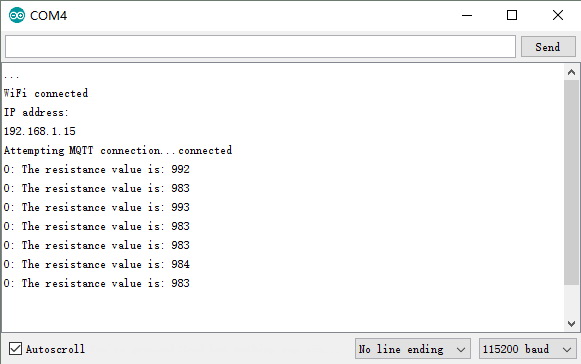 COM4
Send
...
WiFi connected
IP address:
192.168.1.15
Attempting MQTT connection...connected
0: The resistance value is: 992
0: The resistance value is: 983
0: The resistance value is: 993
0: The resistance value is: 983
0: The resistance value is: 983
0: The resistance value is: 984
0: The resistance value is: 983
Autoscroll
No line ending
115200 baud